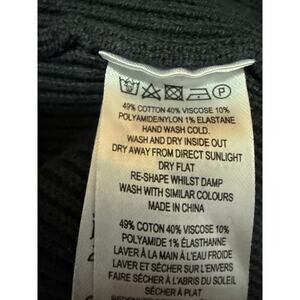 49% COTTON 40% VISCOSE 10%
POLYAMIDE/NYLON 1% ELASTANE
HAND WASH COLD.
WASH AND DRY INSIDE OUT
DRY AWAY FROM DIRECT SUNLIGHT
DRY FLAT
RE-SHAPE WHILST DAMP
WASH WITH SIMILAR COLOURS
MADE IN CHINA
49% COTON 40% VISCOSE 10%
POLYAMIDE 1% ÉLASTHANNE
LAVER À LA MAIN À L'EAU FROIDE
LAVER ET SÉCHER SUR L'ENVERS
FAIRE SÉCHER À L'ABRIS DU SOLEIL
SÉCHER À PLAT